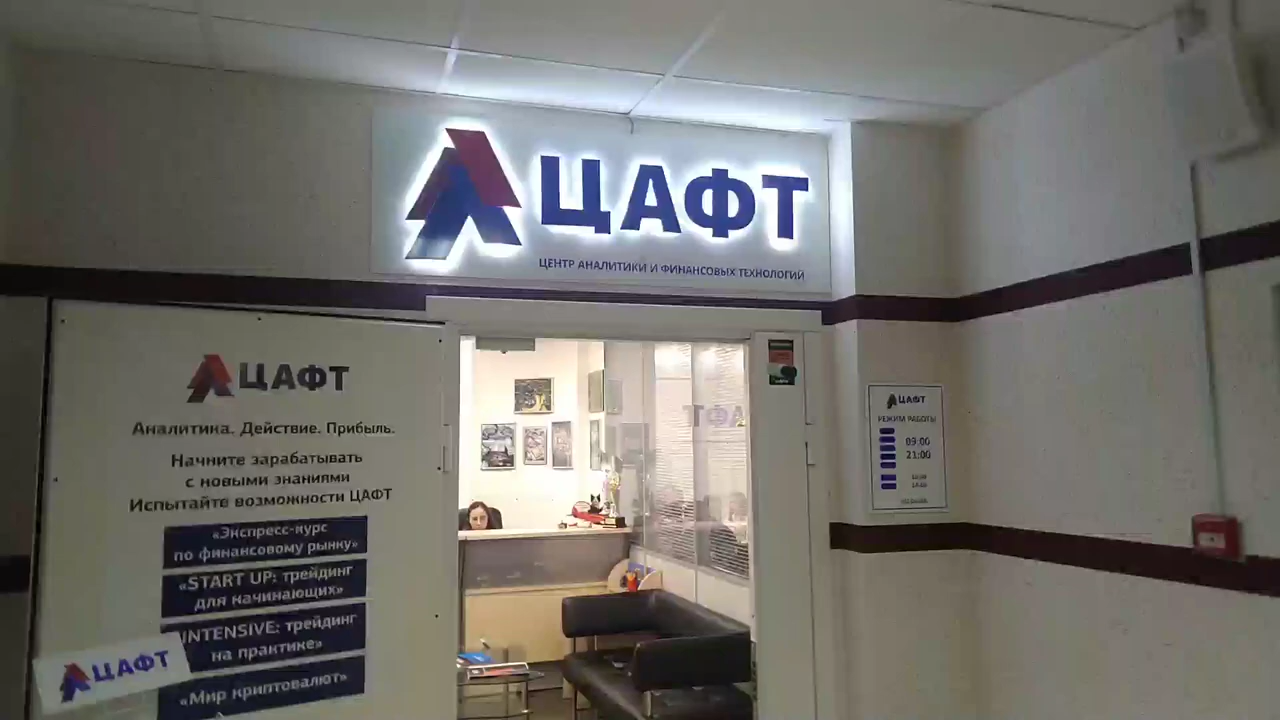 ЦАФТ
ЦЕНТР АНАЛИТИКИ И ФИНАНСОВЫХ ТЕХНОЛОГИЙ
ЦАФТ
Аналитика. Действие. Прибыль.
Начните зарабатывать
с новыми знаниями
Испытайте возможности ЦАФТ
«Экспресс-курс
по финансовому рынку»
«START UP: трейдинг
для начинающих»
INTENSIVE: трейдинг
на практике»
«Мир криптовалют»
ЦАФТ
АФТ
ЦАФТ
РЕЖИМ РАБОТЫ
09:00
21:00